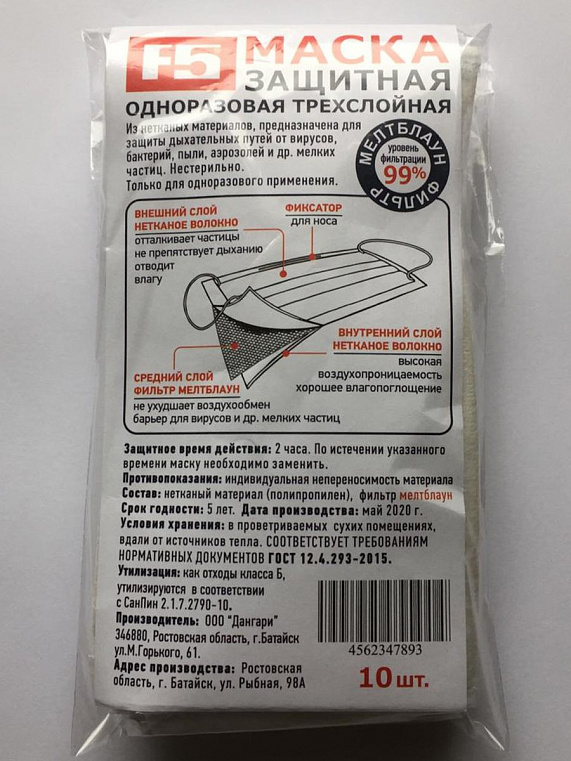 F5
МАСКА
ЗАЩИТНАЯ
ОДНОРАЗОВАЯ ТРЕХСЛОЙНАЯ
Из нетканых материалов, предназначена для
защиты дыхательных путей от вирусов,
бактерий, пыли, аэрозолей и др. мелких
частиц. Нестерильно.
Только для одноразового применения.
МЕЛТБЛАУН
уровень
фильтрации
99%
ФИЛЬТР
ВНЕШНИЙ СЛОЙ
НЕТКАНОЕ ВОЛОКНО
отталкивает частицы
не препятствует дыханию
отводит
влагу
ФИКСАТОР
для носа
ВНУТРЕННИЙ СЛОЙ
НЕТКАНОЕ ВОЛОКНО
высокая
воздухопроницаемость
хорошее влагопоглощение
СРЕДНИЙ СЛОЙ
ФИЛЬТР МЕЛТБЛАУН
не ухудшает воздухообмен
барьер для вирусов и др. мелких частиц
Защитное время действия: 2 часа. По истечении указанного
времени маску необходимо заменить.
Противопоказания: индивидуальная непереносимость материала
Состав: нетканый материал (полипропилен), фильтр мелтблаун
Срок годности: 5 лет. Дата производства: май 2020 г.
Условия хранения: в проветриваемых сухих помещениях,
вдали от источников тепла. СООТВЕТСТВУЕТ ТРЕБОВАНИЯМ
НОРМАТИВНЫХ ДОКУМЕНТОВ ГОСТ 12.4.293-2015.
Утилизация: как отходы класса Б,
утилизируются в соответствии
с СанПин 2.1.7.2790-10.
Производитель: ООО "Дангари"
346880, Ростовская область, г.Батайск
ул.М.Горького, 61.
Адрес производства: Ростовская
область, г. Батайск, ул. Рыбная, 98А
4562347893
10 шт.